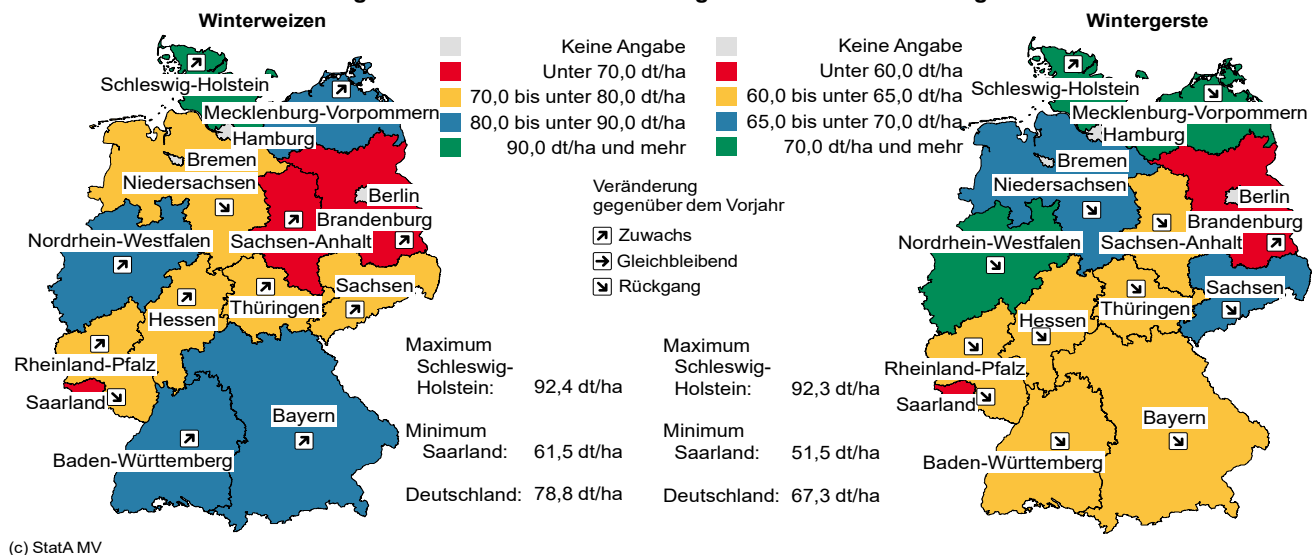 Winterweizen
Schleswig-Holstein
Mecklenburg-Vorpommern
Hamburg
Bremen
Niedersachsen
Berlin
Brandenburg
Nordrhein-Westfalen
Sachsen-Anhalt
Sachsen
Thüringen
Hessen
Rheinland-Pfalz
Saarland
Bayern
Baden-Württemberg
Keine Angabe
Unter 70,0 dt/ha
70,0 bis unter 80,0 dt/ha
80,0 bis unter 90,0 dt/ha
90,0 dt/ha und mehr
Keine Angabe
Unter 60,0 dt/ha
60,0 bis unter 65,0 dt/ha
65,0 bis unter 70,0 dt/ha
70,0 dt/ha und mehr
Veränderung
gegenüber dem Vorjahr
Zuwachs
Gleichbleibend
Rückgang
Maximum
Schleswig-
Holstein: 92,4 dt/ha
Minimum
Saarland: 61,5 dt/ha
Deutschland: 78,8 dt/ha
Maximum
Schleswig-
Holstein: 92,3 dt/ha
Minimum
Saarland: 51,5 dt/ha
Deutschland: 67,3 dt/ha
Wintergerste
Schleswig-Holstein
Mecklenburg-Vorpommern
Hamburg
Bremen
Niedersachsen
Berlin
Brandenburg
Nordrhein-Westfalen
Sachsen-Anhalt
Sachsen
Thüringen
Hessen
Rheinland-Pfalz
Saarland
Bayern
Baden-Württemberg
(c) StatA MV